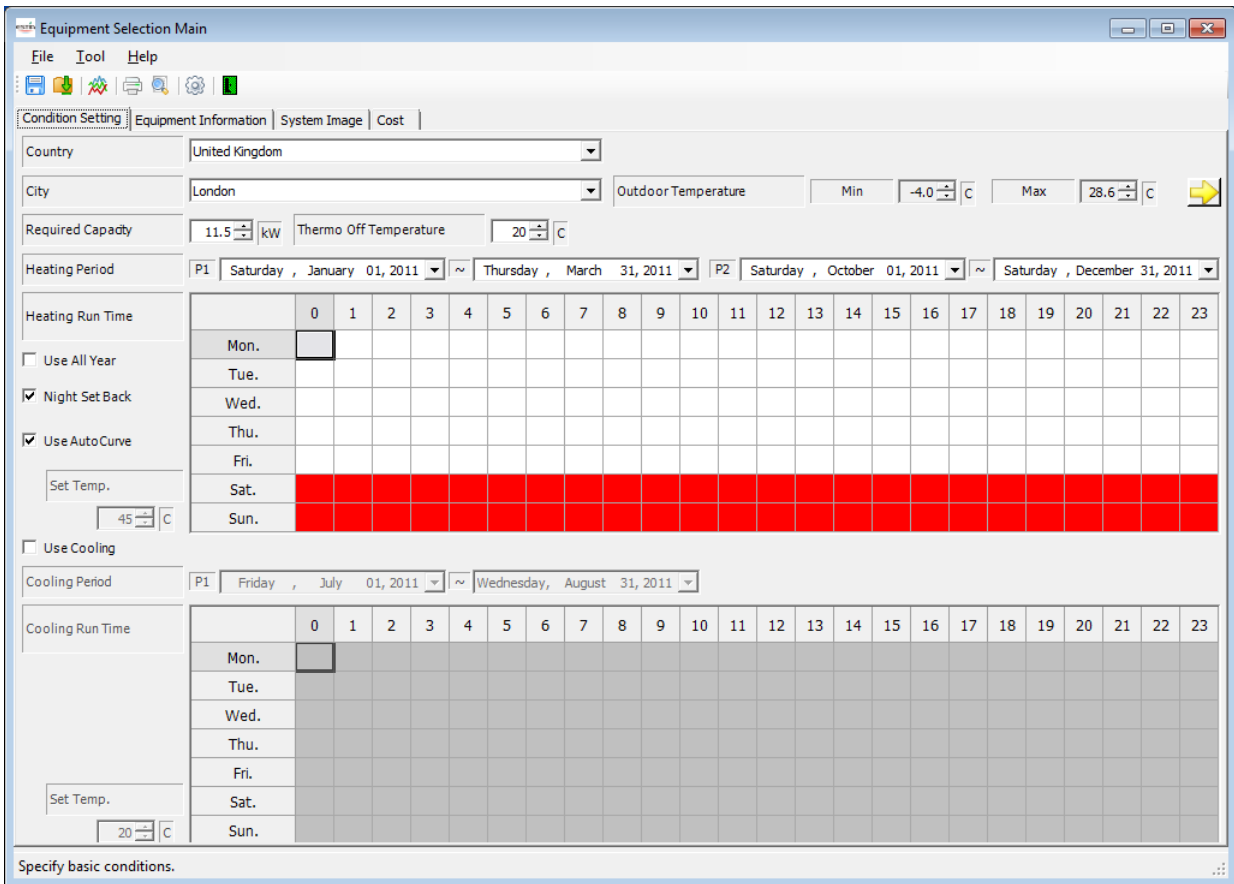 Equipment Selection Main
File Tool Help
Condition Setting Equipment Information System Image Cost
Country United Kingdom
City London Outdoor Temperature Min -4.0 C Max 28.6 C
Required Capacity 11.5 kW Thermo Off Temperature 20 C
Heating Period P1 Saturday , January 01, 2011 ~ Thursday , March 31, 2011 P2 Saturday , October 01, 2011 ~ Saturday , December 31, 2011
Heating Run Time 0 1 2 3 4 5 6 7 8 9 10 11 12 13 14 15 16 17 18 19 20 21 22 23
Mon.
Use All Year
Tue.
Night Set Back Wed.
Thu.
Use AutoCurve
Fri.
Set Temp. Sat.
45 C Sun.
Use Cooling
Cooling Period P1 Friday , July 01, 2011 ~ Wednesday, August 31, 2011
Cooling Run Time 0 1 2 3 4 5 6 7 8 9 10 11 12 13 14 15 16 17 18 19 20 21 22 23
Mon.
Tue.
Wed.
Thu.
Fri.
Set Temp. Sat.
20 C Sun.
Specify basic conditions.